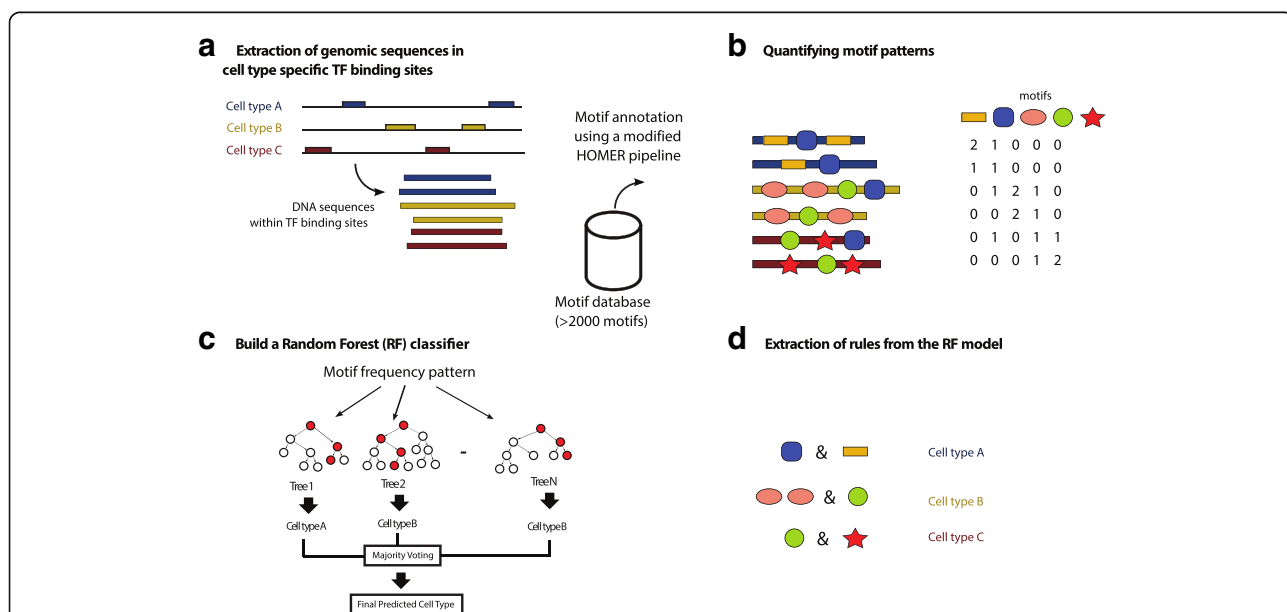 a Extraction of genomic sequences in
cell type specific TF binding sites
Cell type A
Cell type B
Cell type C
DNA sequences
within TF binding sites
Motif annotation
using a modified
HOMER pipeline
Motif database
(>2000 motifs)
b Quantifying motif patterns
motifs
2 1 0 0 0
1 1 0 0 0
0 1 2 1 0
0 0 2 1 0
0 1 0 1 1
0 0 0 1 2
c Build a Random Forest (RF) classifier
Motif frequency pattern
...
Tree1 Tree2 TreeN
Cell type A Cell type B Cell type B
Majority Voting
Final Predicted Cell Type
d Extraction of rules from the RF model
& Cell type A
& Cell type B
& Cell type C